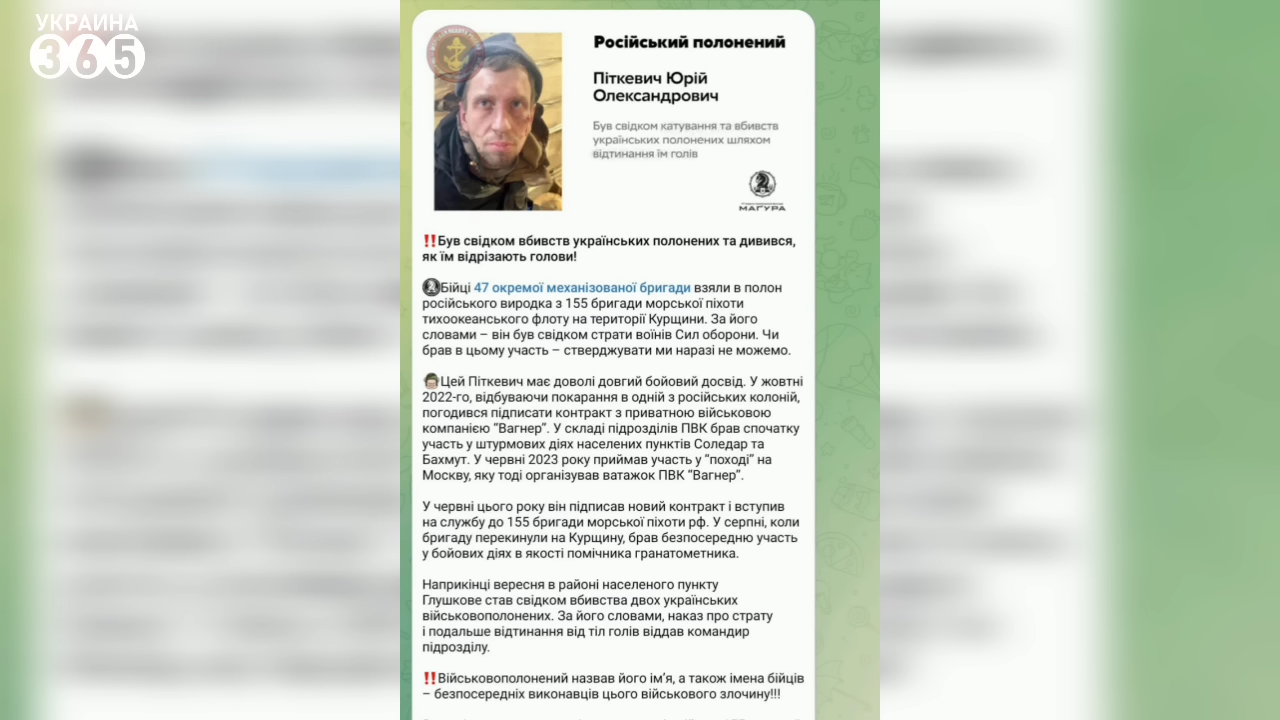 УКРАИНА
365
Російський полонений
Піткевич Юрій
Олександрович
Був свідком катування та вбивств
українських полонених шляхом
відтинання їм голів
МАҐУРА
‼️Був свідком вбивств українських полонених та дивився,
як їм відрізають голови!
Бійці 47 окремої механізованої бригади взяли в полон
російського виродка з 155 бригади морської піхоти
тихоокеанського флоту на території Курщини. За його
словами – він був свідком страти воїнів Сил оборони. Чи
брав в цьому участь – стверджувати ми наразі не можемо.
Цей Піткевич має доволі довгий бойовий досвід. У жовтні
2022-го, відбуваючи покарання в одній з російських колоній,
погодився підписати контракт з приватною військовою
компанією “Вагнер”. У складі підрозділів ПВК брав спочатку
участь у штурмових діях населених пунктів Соледар та
Бахмут. У червні 2023 року приймав участь у “поході” на
Москву, яку тоді організував ватажок ПВК “Вагнер”.
У червні цього року він підписав новий контракт і вступив
на службу до 155 бригади морської піхоти рф. У серпні, коли
бригаду перекинули на Курщину, брав безпосередню участь
у бойових діях в якості помічника гранатометника.
Наприкінці вересня в районі населеного пункту
Глушкове став свідком вбивства двох українських
військовополонених. За його словами, наказ про страту
і подальше відтинання від тіл голів віддав командир
підрозділу.
‼️Військовополонений назвав його ім’я, а також імена бійців
– безпосередніх виконавців цього військового злочину!!!